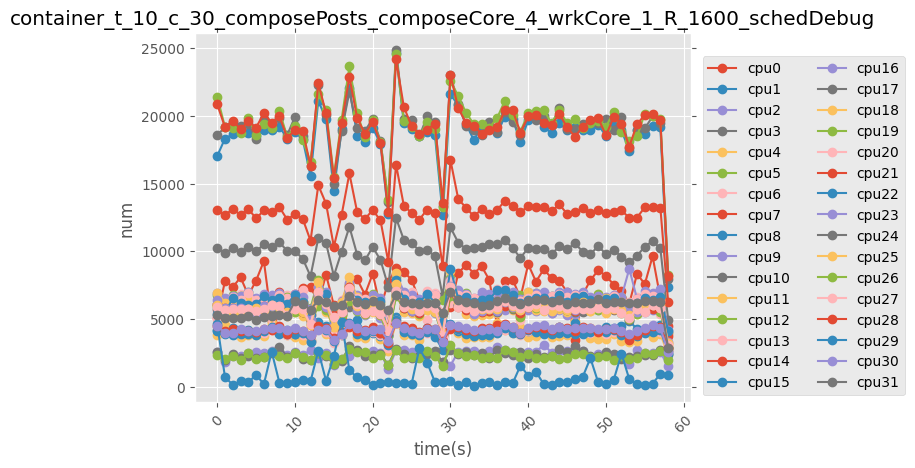 container_t_10_c_30_composePosts_composeCore_4_wrkCore_1_R_1600_schedDebug
25000
20000
15000
10000
5000
0
num
0 10 20 30 40 50 60
time(s)
cpu0 cpu16
cpu1 cpu17
cpu2 cpu18
cpu3 cpu19
cpu4 cpu20
cpu5 cpu21
cpu6 cpu22
cpu7 cpu23
cpu8 cpu24
cpu9 cpu25
cpu10 cpu26
cpu11 cpu27
cpu12 cpu28
cpu13 cpu29
cpu14 cpu30
cpu15 cpu31